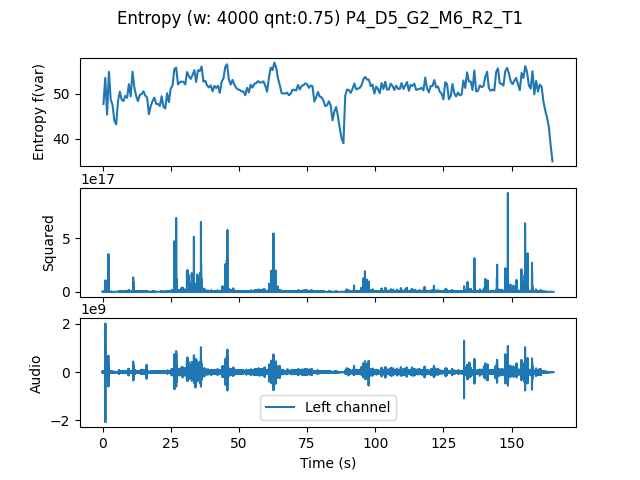 Entropy (w: 4000 qnt:0.75) P4_D5_G2_M6_R2_T1
Entropy f(var)
50
40
1e17
Squared
5
0
1e9
Audio
2
0
−2
Left channel
0 25 50 75 100 125 150
Time (s)